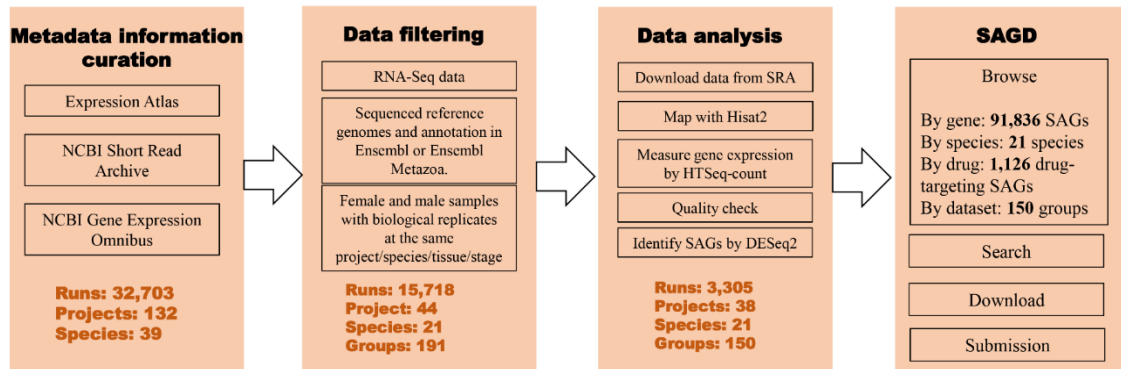 Metadata information
curation
Expression Atlas
NCBI Short Read
Archive
NCBI Gene Expression
Omnibus
Runs: 32,703
Projects: 132
Species: 39
Data filtering
RNA-Seq data
Sequenced reference
genomes and annotation in
Ensembl or Ensembl
Metazoa.
Female and male samples
with biological replicates
at the same
project/species/tissue/stage
Runs: 15,718
Project: 44
Species: 21
Groups: 191
Data analysis
Download data from SRA
Map with Hisat2
Measure gene expression
by HTSeq-count
Quality check
Identify SAGs by DESeq2
Runs: 3,305
Projects: 38
Species: 21
Groups: 150
SAGD
Browse
By gene: 91,836 SAGs
By species: 21 species
By drug: 1,126 drug-
targeting SAGs
By dataset: 150 groups
Search
Download
Submission